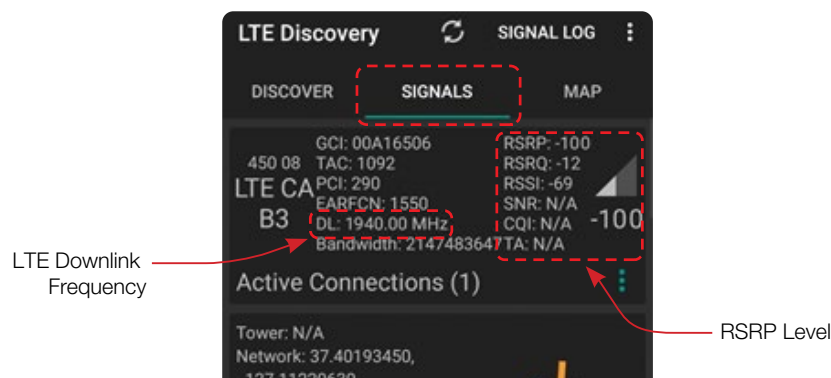 LTE Discovery SIGNAL LOG
DISCOVER SIGNALS MAP
450 08
LTE CA
B3
GCI: 00A16506
TAC: 1092
PCI: 290
EARFCN: 1550
DL: 1940.00 MHz
Bandwidth: 2147483647
RSRP: -100
RSRQ: -12
RSSI: -69
SNR: N/A
CQI: N/A
TA: N/A
-100
LTE Downlink
Frequency
Active Connections (1)
RSRP Level
Tower: N/A
Network: 37.40193450,